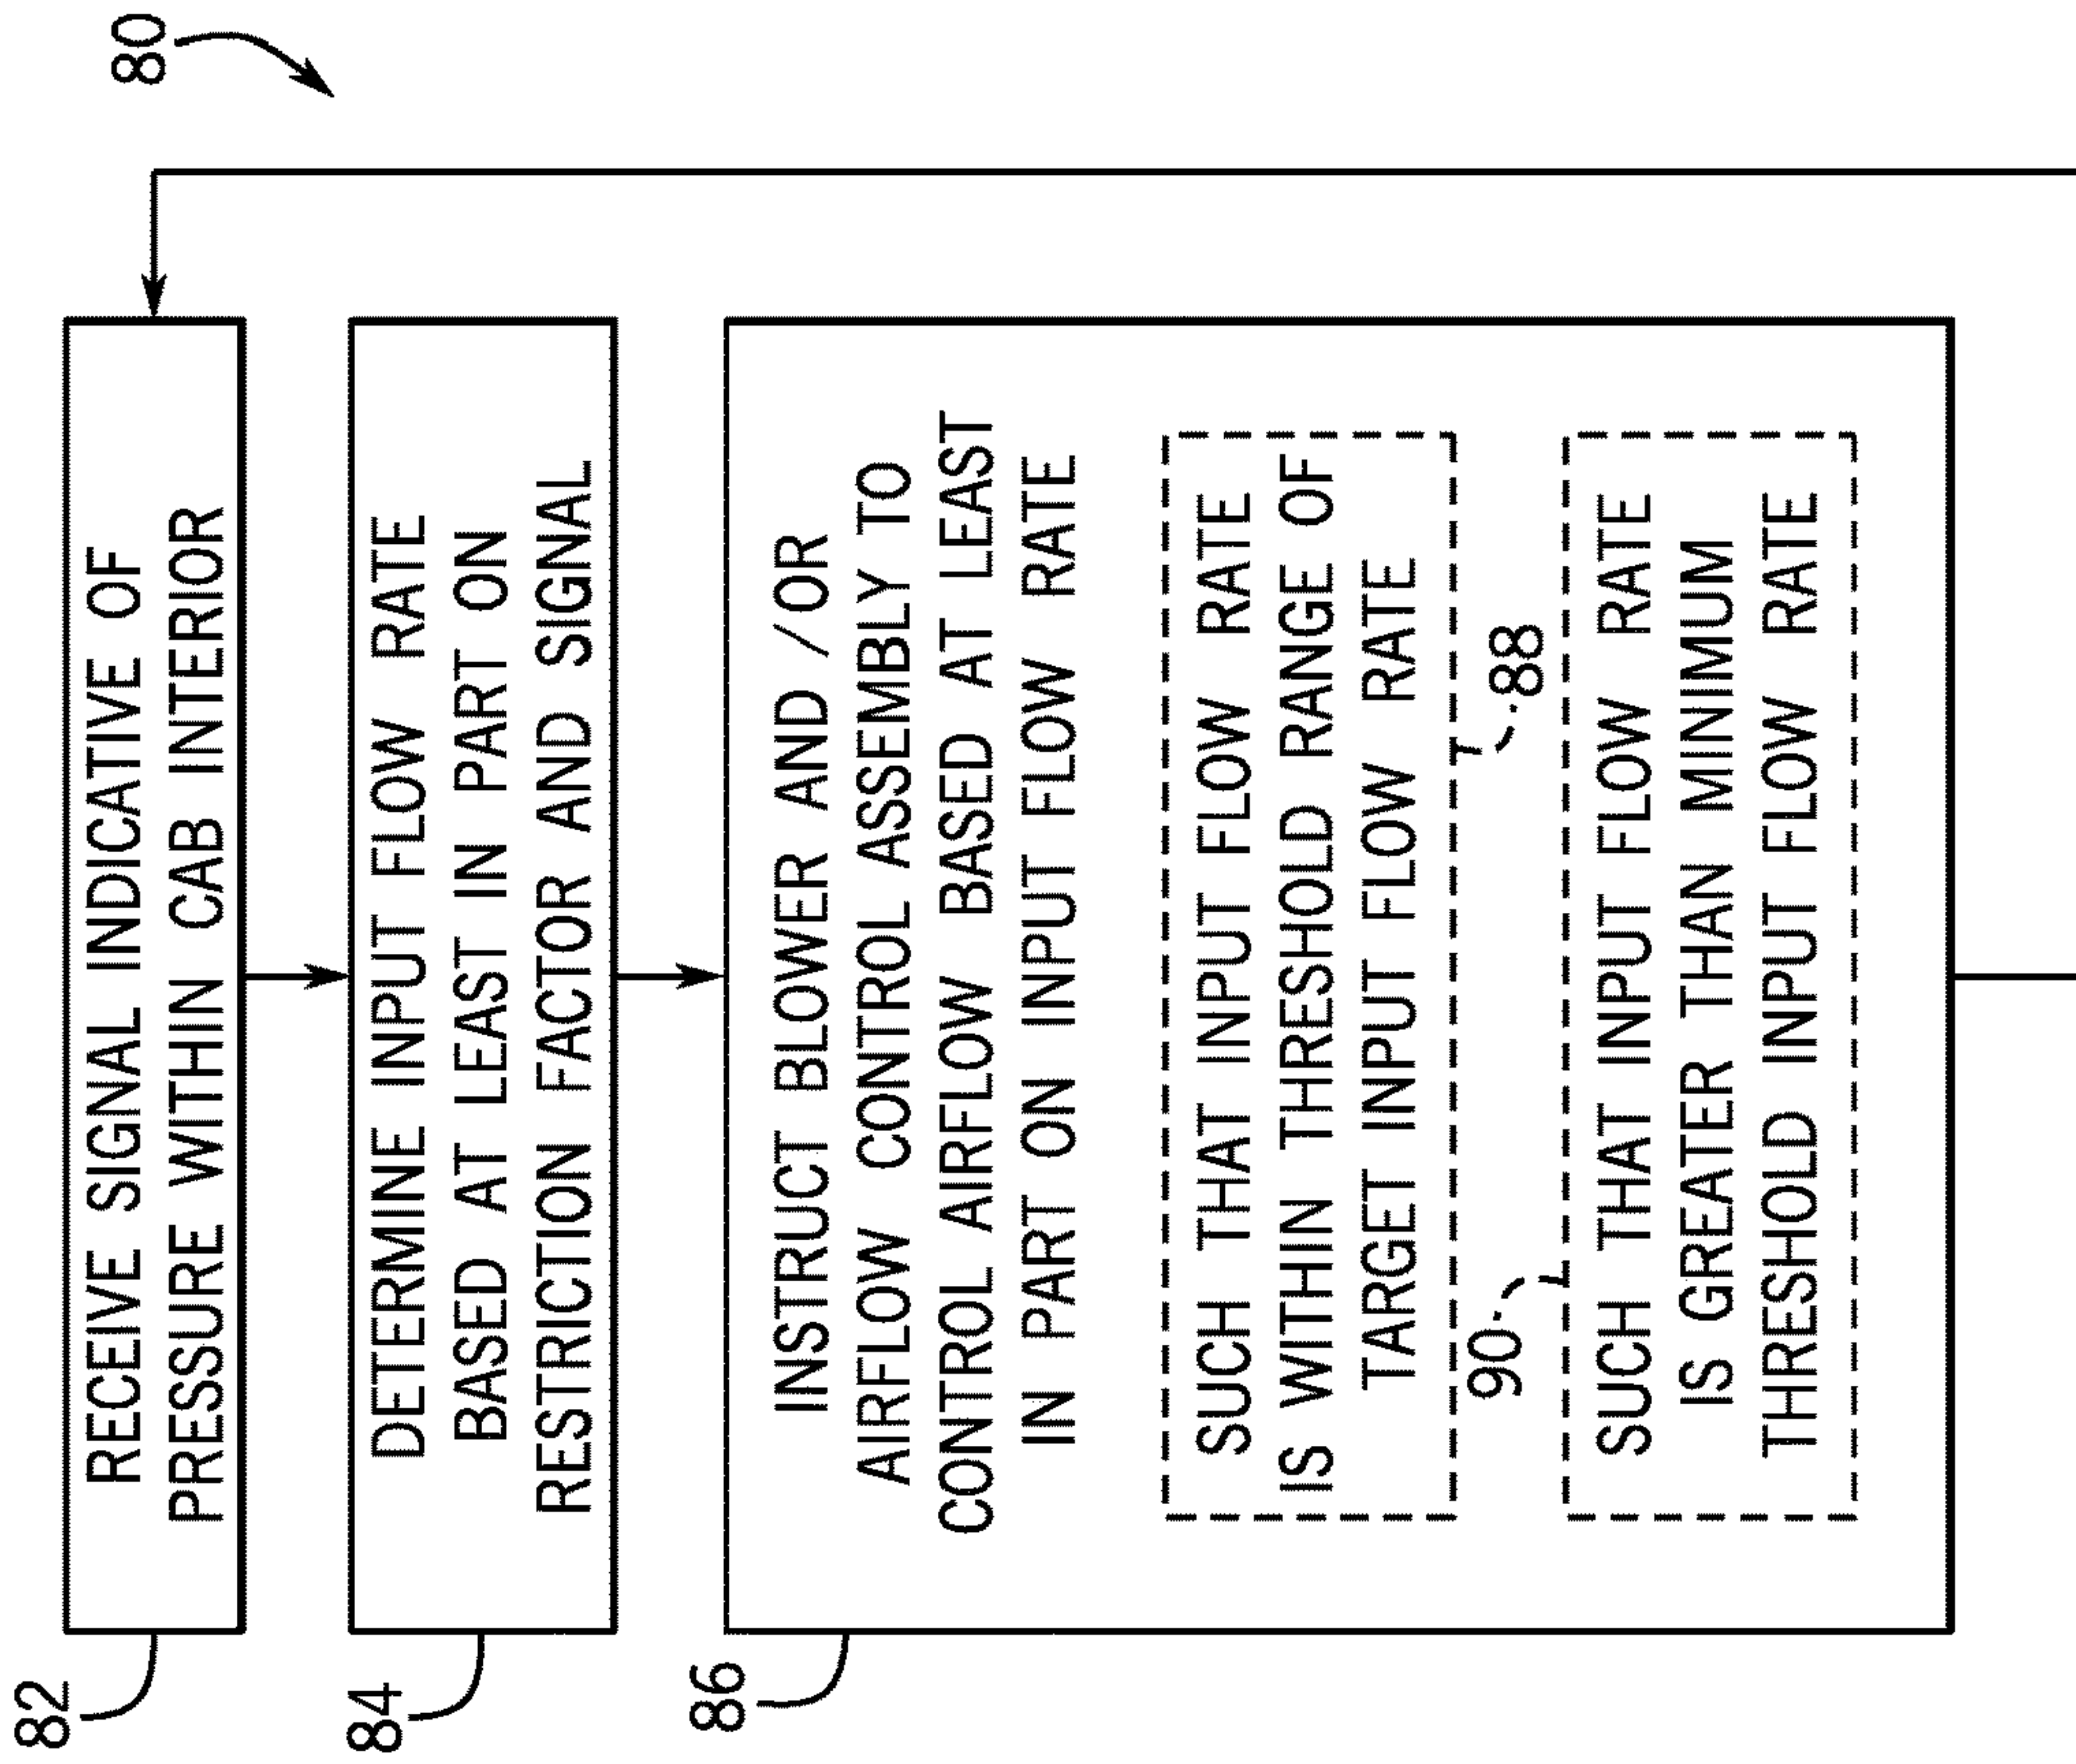 80
82
RECEIVE SIGNAL INDICATIVE OF
PRESSURE WITHIN CAB INTERIOR
84
DETERMINE INPUT FLOW RATE
BASED AT LEAST IN PART ON
RESTRICTION FACTOR AND SIGNAL
86
INSTRUCT BLOWER AND /OR
AIRFLOW CONTROL ASSEMBLY TO
CONTROL AIRFLOW BASED AT LEAST
IN PART ON INPUT FLOW RATE
SUCH THAT INPUT FLOW RATE
IS WITHIN THRESHOLD RANGE OF
TARGET INPUT FLOW RATE
88
90
SUCH THAT INPUT FLOW RATE
IS GREATER THAN MINIMUM
THRESHOLD INPUT FLOW RATE